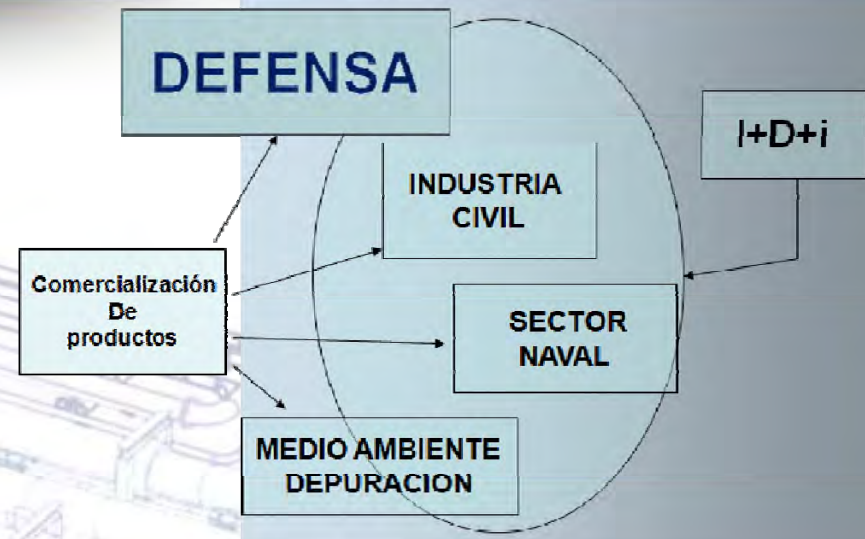 DEFENSA
I+D+i
INDUSTRIA
CIVIL
Comercialización
De
productos
SECTOR
NAVAL
MEDIO AMBIENTE
DEPURACION